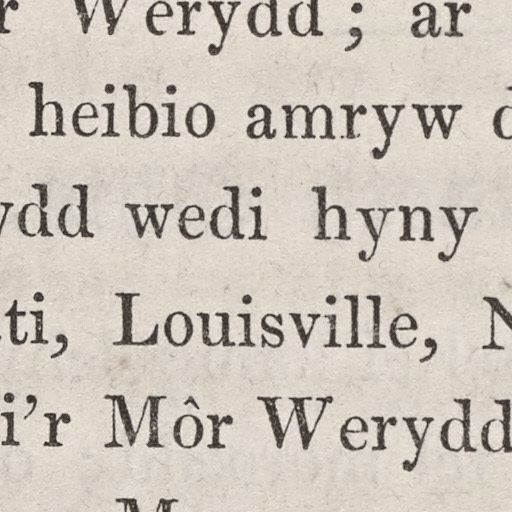 r Werydd; ar
heibio amryw
ydd wedi hyny
ti, Louisville, N
i'r Môr Werydd